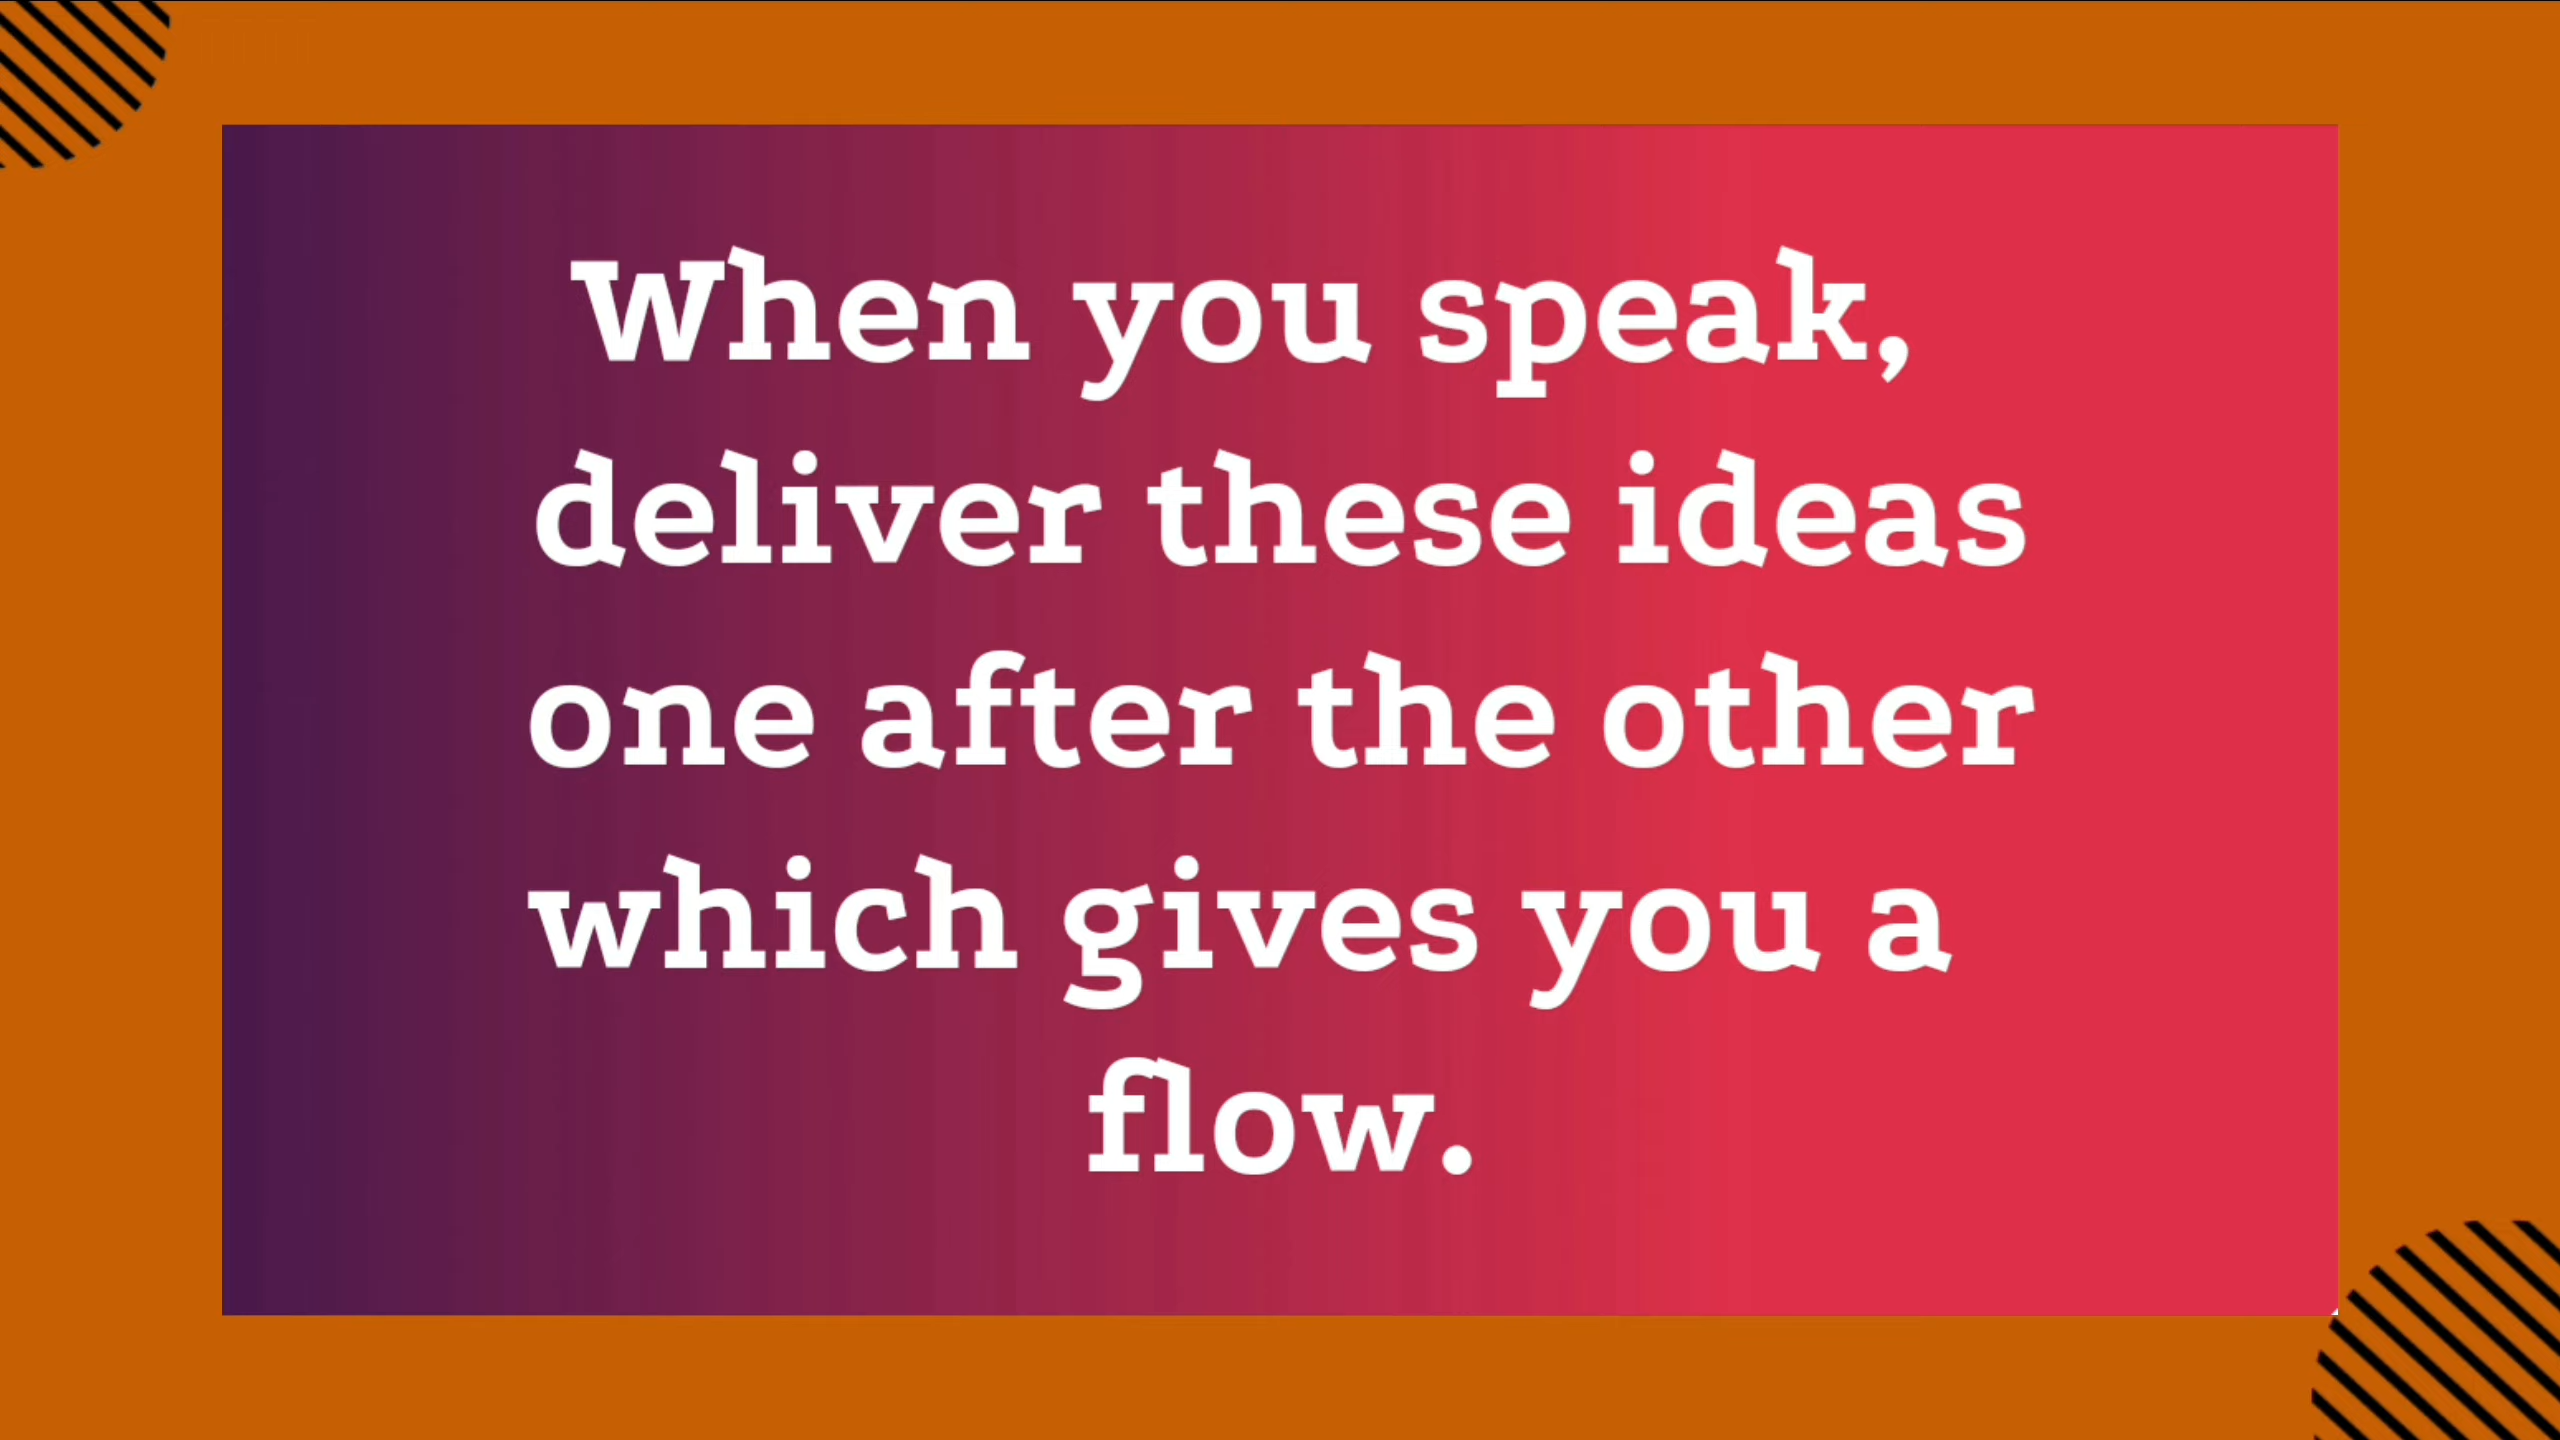 When you speak,
deliver these ideas
one after the other
which gives you a
flow.